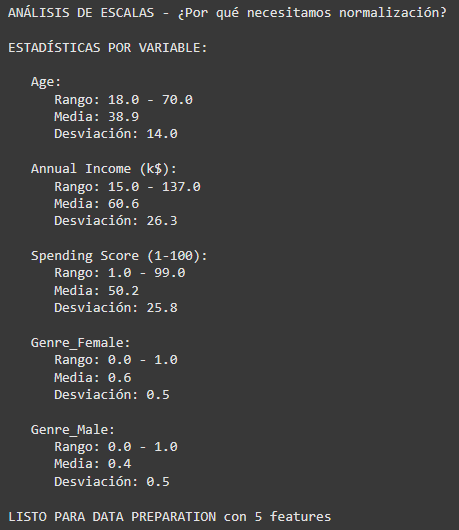 ANÁLISIS DE ESCALAS - ¿Por qué necesitamos normalización?
ESTADÍSTICAS POR VARIABLE:
Age:
Rango: 18.0 - 70.0
Media: 38.9
Desviación: 14.0
Annual Income (k$):
Rango: 15.0 - 137.0
Media: 60.6
Desviación: 26.3
Spending Score (1-100):
Rango: 1.0 - 99.0
Media: 50.2
Desviación: 25.8
Genre_Female:
Rango: 0.0 - 1.0
Media: 0.6
Desviación: 0.5
Genre_Male:
Rango: 0.0 - 1.0
Media: 0.4
Desviación: 0.5
LISTO PARA DATA PREPARATION con 5 features